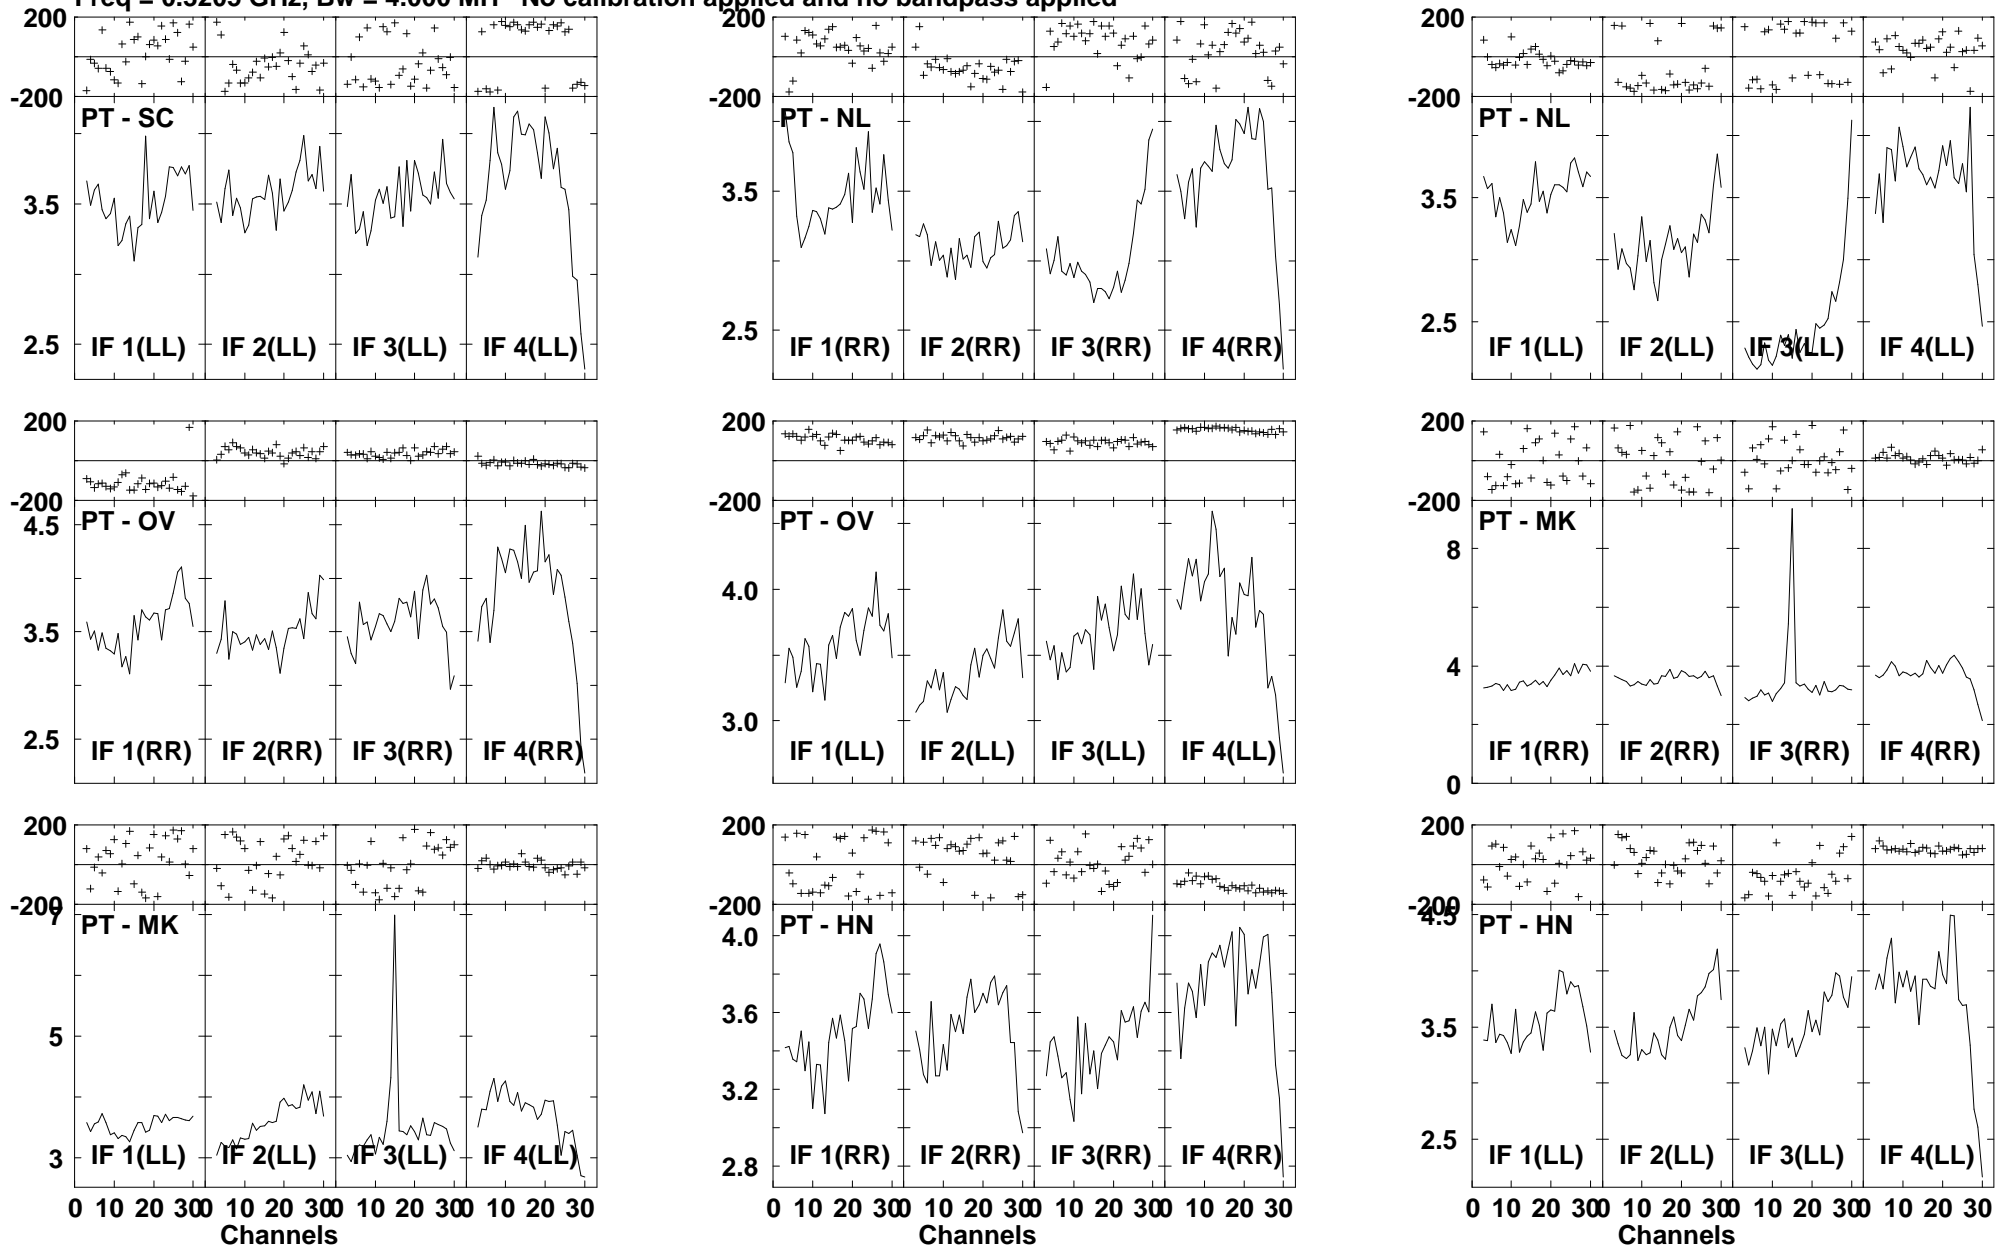 No calibration applied and no bandpass applied
200 200 200
-200 -200 -200
PT - SC PT - NL PT - NL
3.5 3.5 3.5
2.5 2.5 2.5
IF 1(LL) IF 2(LL) IF 3(LL) IF 4(LL) IF 1(RR) IF 2(RR) IF 3(RR) IF 4(RR) IF 1(LL) IF 2(LL) IF 3(LL) IF 4(LL)
200 200 200
-200 -200 -200
PT - OV PT - OV PT - MK
4.5
8
4.0
3.5
4
3.0
2.5
0
IF 1(RR) IF 2(RR) IF 3(RR) IF 4(RR) IF 1(LL) IF 2(LL) IF 3(LL) IF 4(LL) IF 1(RR) IF 2(RR) IF 3(RR) IF 4(RR)
200 200 200
-200 -200 -200
7 4.5
PT - MK PT - HN PT - HN
4.0
5 3.6 3.5
3.2
3 2.8 2.5
IF 1(LL) IF 2(LL) IF 3(LL) IF 4(LL) IF 1(RR) IF 2(RR) IF 3(RR) IF 4(RR) IF 1(LL) IF 2(LL) IF 3(LL) IF 4(LL)
0 10 20 30 0 10 20 30 0 10 20 30 0 10 20 30 0 10 20 30 0 10 20 30 0 10 20 30 0 10 20 30 0 10 20 30 0 10 20 30 0 10 20 30 0 10 20 30
Channels Channels Channels